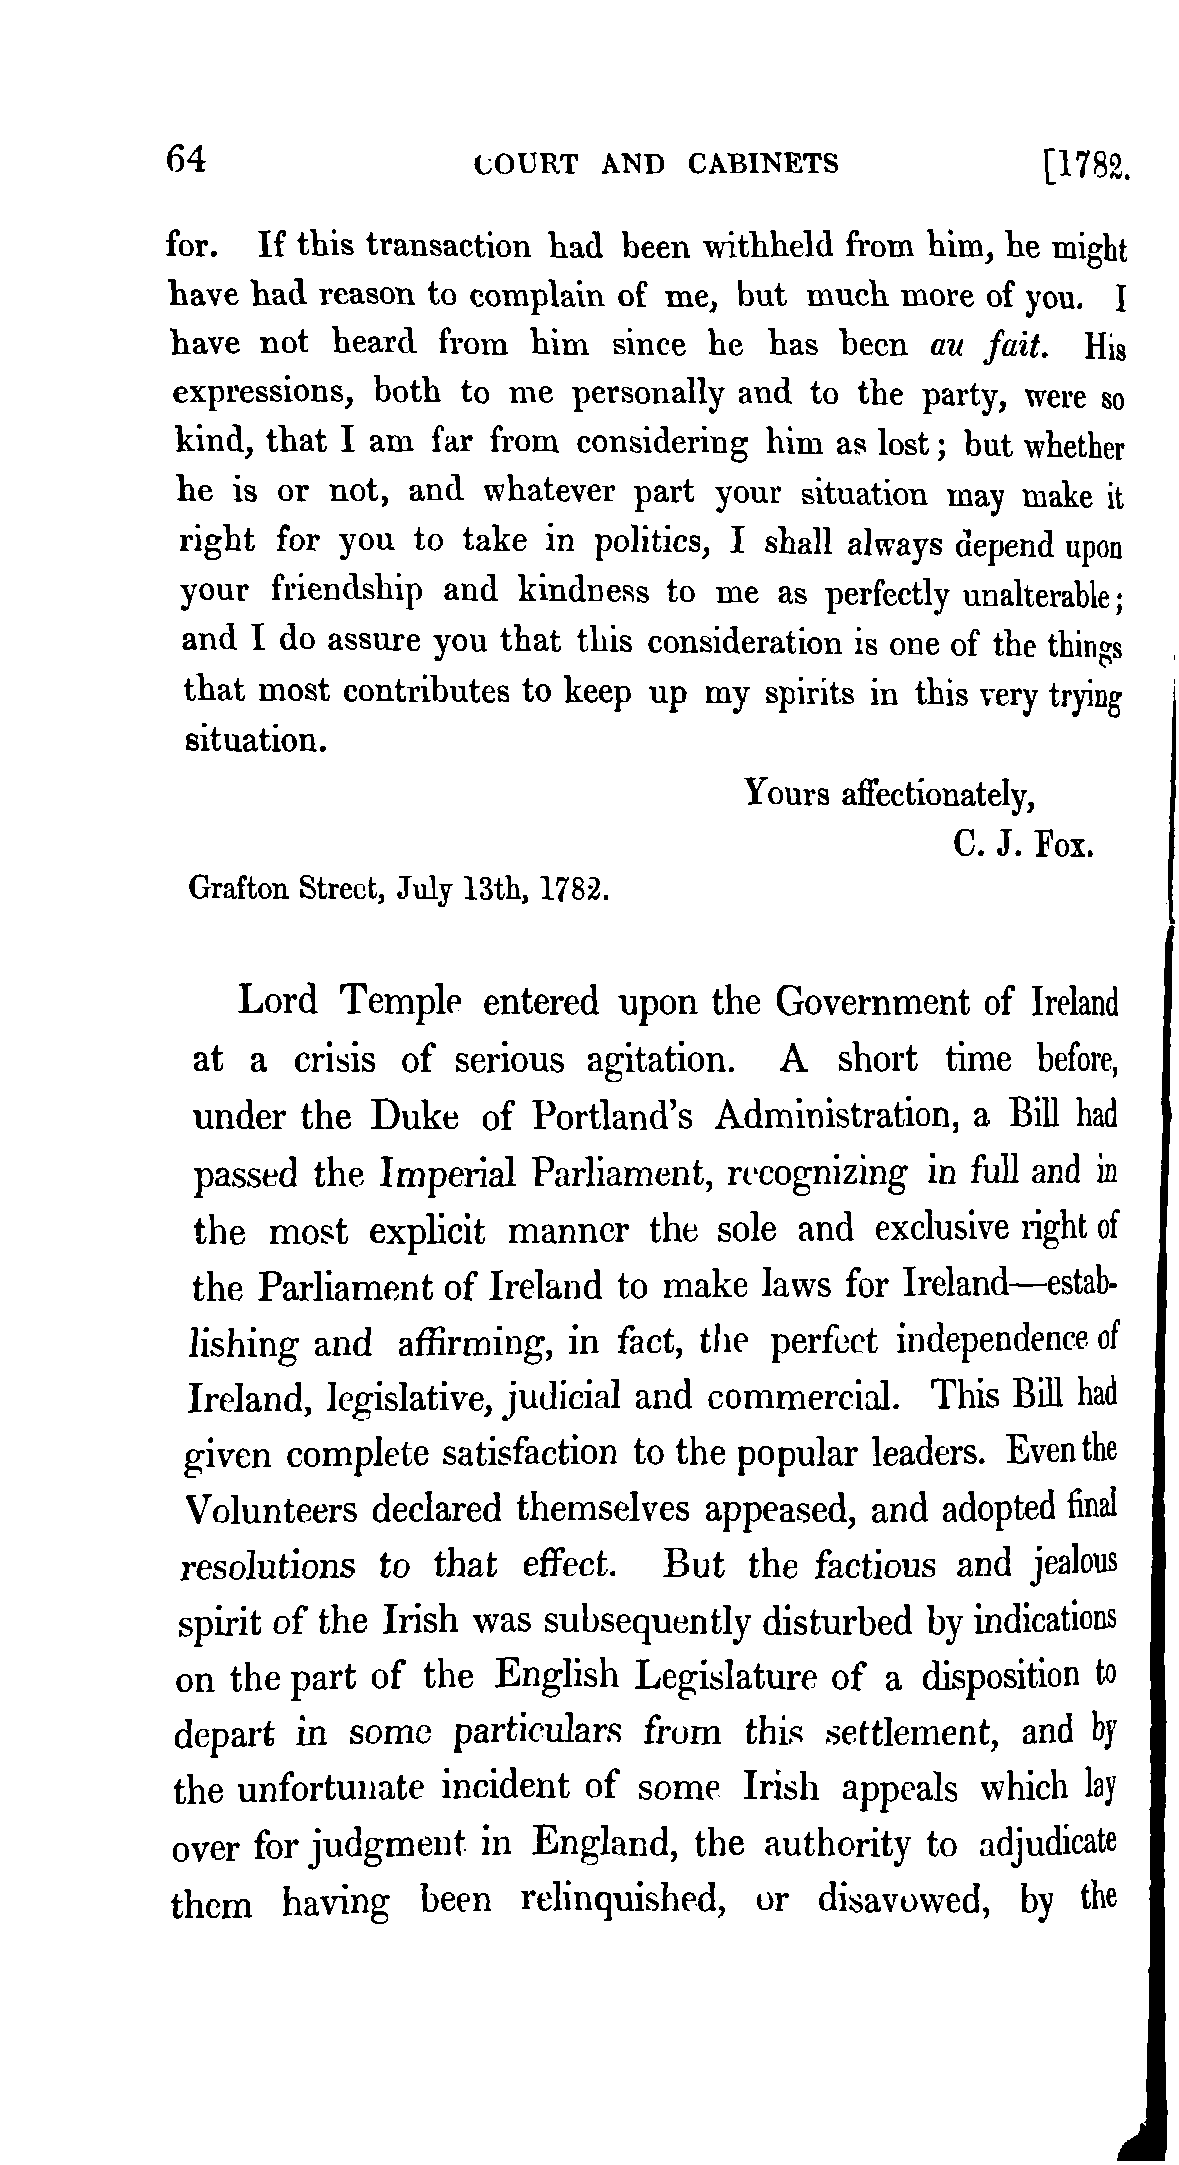 64 COURT AND CABINETS [1782.
for. If this transaction had been withheld from him, he might
have had reason to complain of me, but much more of you. I
have not heard from him since he has been au fait. His
expressions, both to me personally and to the party, were so
kind, that I am far from considering him as lost; but whether
he is or not, and whatever part your situation may make it
right for you to take in politics, I shall always depend upon
your friendship and kindness to me as perfectly unalterable;
and I do assure you that this consideration is one of the things
that most contributes to keep up my spirits in this very trying
situation.
Yours affectionately,
C. J. Fox.
Grafton Street, July 13th, 1782.
Lord Temple entered upon the Government of Ireland
at a crisis of serious agitation. A short time before,
under the Duke of Portland's Administration, a Bill had
passed the Imperial Parliament, recognizing in full and in
the most explicit manner the sole and exclusive right of
the Parliament of Ireland to make laws for Ireland—estab-
lishing and affirming, in fact, the perfect independence of
Ireland, legislative, judicial and commercial. This Bill had
given complete satisfaction to the popular leaders. Even the
Volunteers declared themselves appeased, and adopted final
resolutions to that effect. But the factious and jealous
spirit of the Irish was subsequently disturbed by indications
on the part of the English Legislature of a disposition to
depart in some particulars from this settlement, and by
the unfortunate incident of some Irish appeals which lay
over for judgment in England, the authority to adjudicate
them having been relinquished, or disavowed, by the